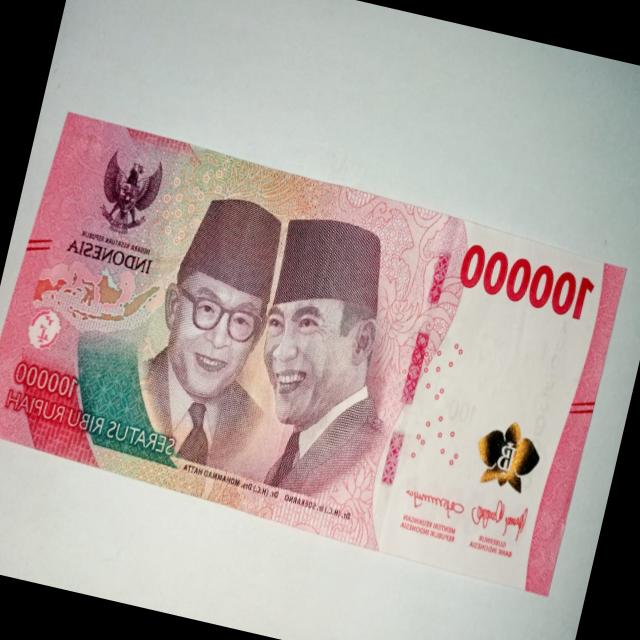 100000
NEGARA KESATUAN REPUBLIK
INDONESIA
100000
SERATUS RIBU RUPIAH
Dr. (H.C.) Ir. SOEKARNO
Dr. (H.C.) Drs. MOHAMMAD HATTA
GUBERNUR
BANK INDONESIA
MENTERI KEUANGAN
REPUBLIK INDONESIA